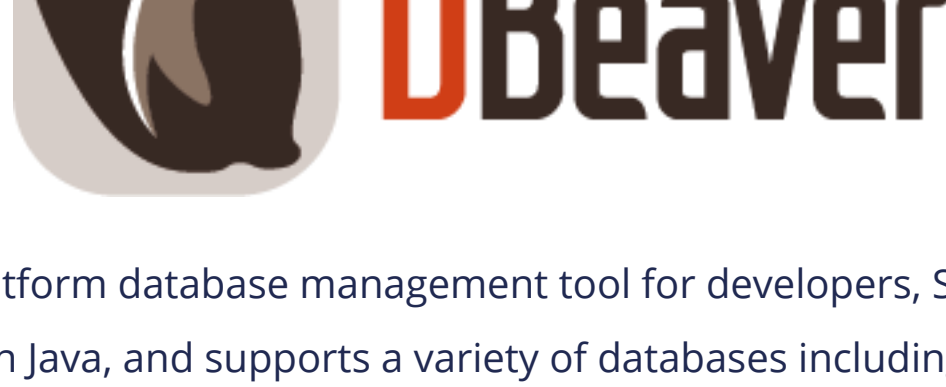 DBeaver
tform database management tool for developers, S
n Java, and supports a variety of databases includin